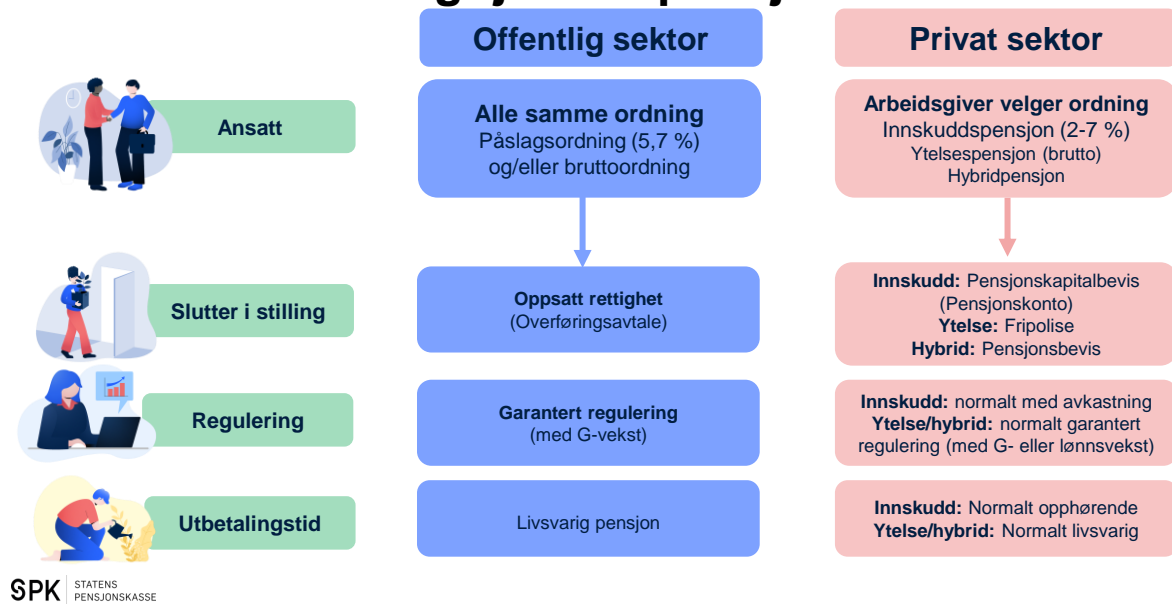 Offentlig sektor
Privat sektor
Ansatt
Alle samme ordning
Påslagsordning (5,7 %)
og/eller bruttoordning
Arbeidsgiver velger ordning
Innskuddspensjon (2-7 %)
Ytelsespensjon (brutto)
Hybridpensjon
Slutter i stilling
Oppsatt rettighet
(Overføringsavtale)
Innskudd: Pensjonskapitalbevis
(Pensjonskonto)
Ytelse: Fripolise
Hybrid: Pensjonsbevis
Regulering
Garantert regulering
(med G-vekst)
Innskudd: normalt med avkastning
Ytelse/hybrid: normalt garantert
regulering (med G- eller lønnsvekst)
Utbetalingstid
Livsvarig pensjon
Innskudd: Normalt opphørende
Ytelse/hybrid: Normalt livsvarig
SPK STATENS
PENSJONSKASSE